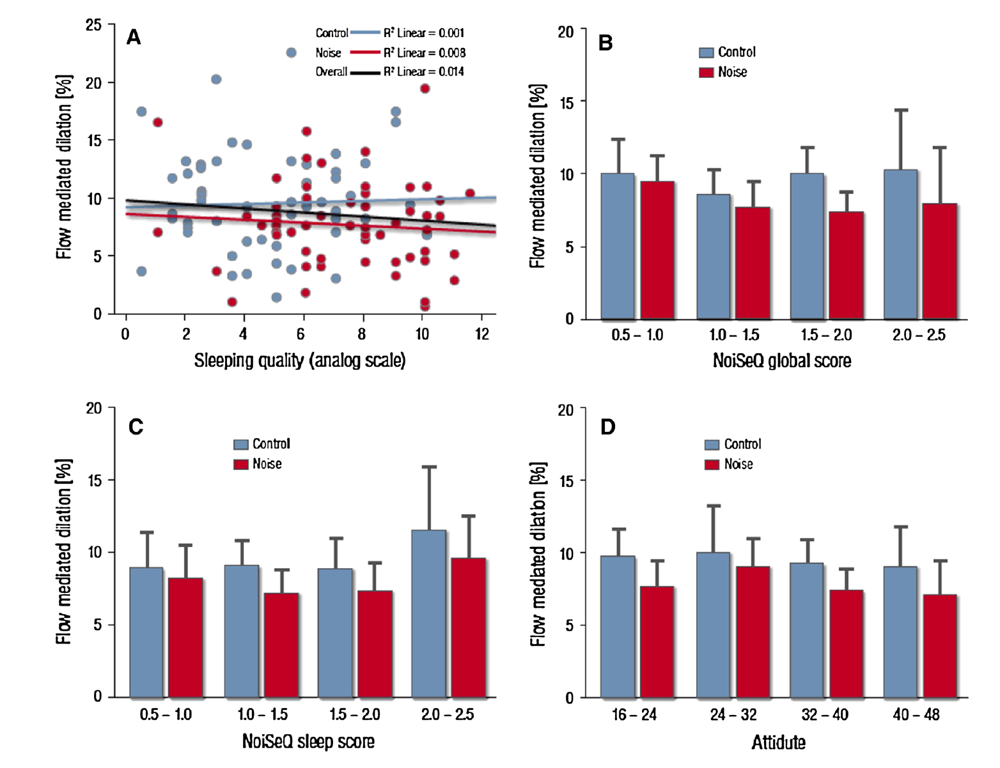 A
Control R² Linear = 0.001
Noise R² Linear = 0.008
Overall R² Linear = 0.014
25
20
15
10
5
0
Flow mediated dilation [%]
0 2 4 6 8 10 12
Sleeping quality (analog scale)
B
Control
Noise
20
15
10
5
0
Flow mediated dilation [%]
0.5 – 1.0 1.0 – 1.5 1.5 – 2.0 2.0 – 2.5
NoiSeQ global score
C
Control
Noise
20
15
10
5
0
Flow mediated dilation [%]
0.5 – 1.0 1.0 – 1.5 1.5 – 2.0 2.0 – 2.5
NoiSeQ sleep score
D
Control
Noise
20
15
10
5
0
Flow mediated dilation [%]
16 – 24 24 – 32 32 – 40 40 – 48
Attidute